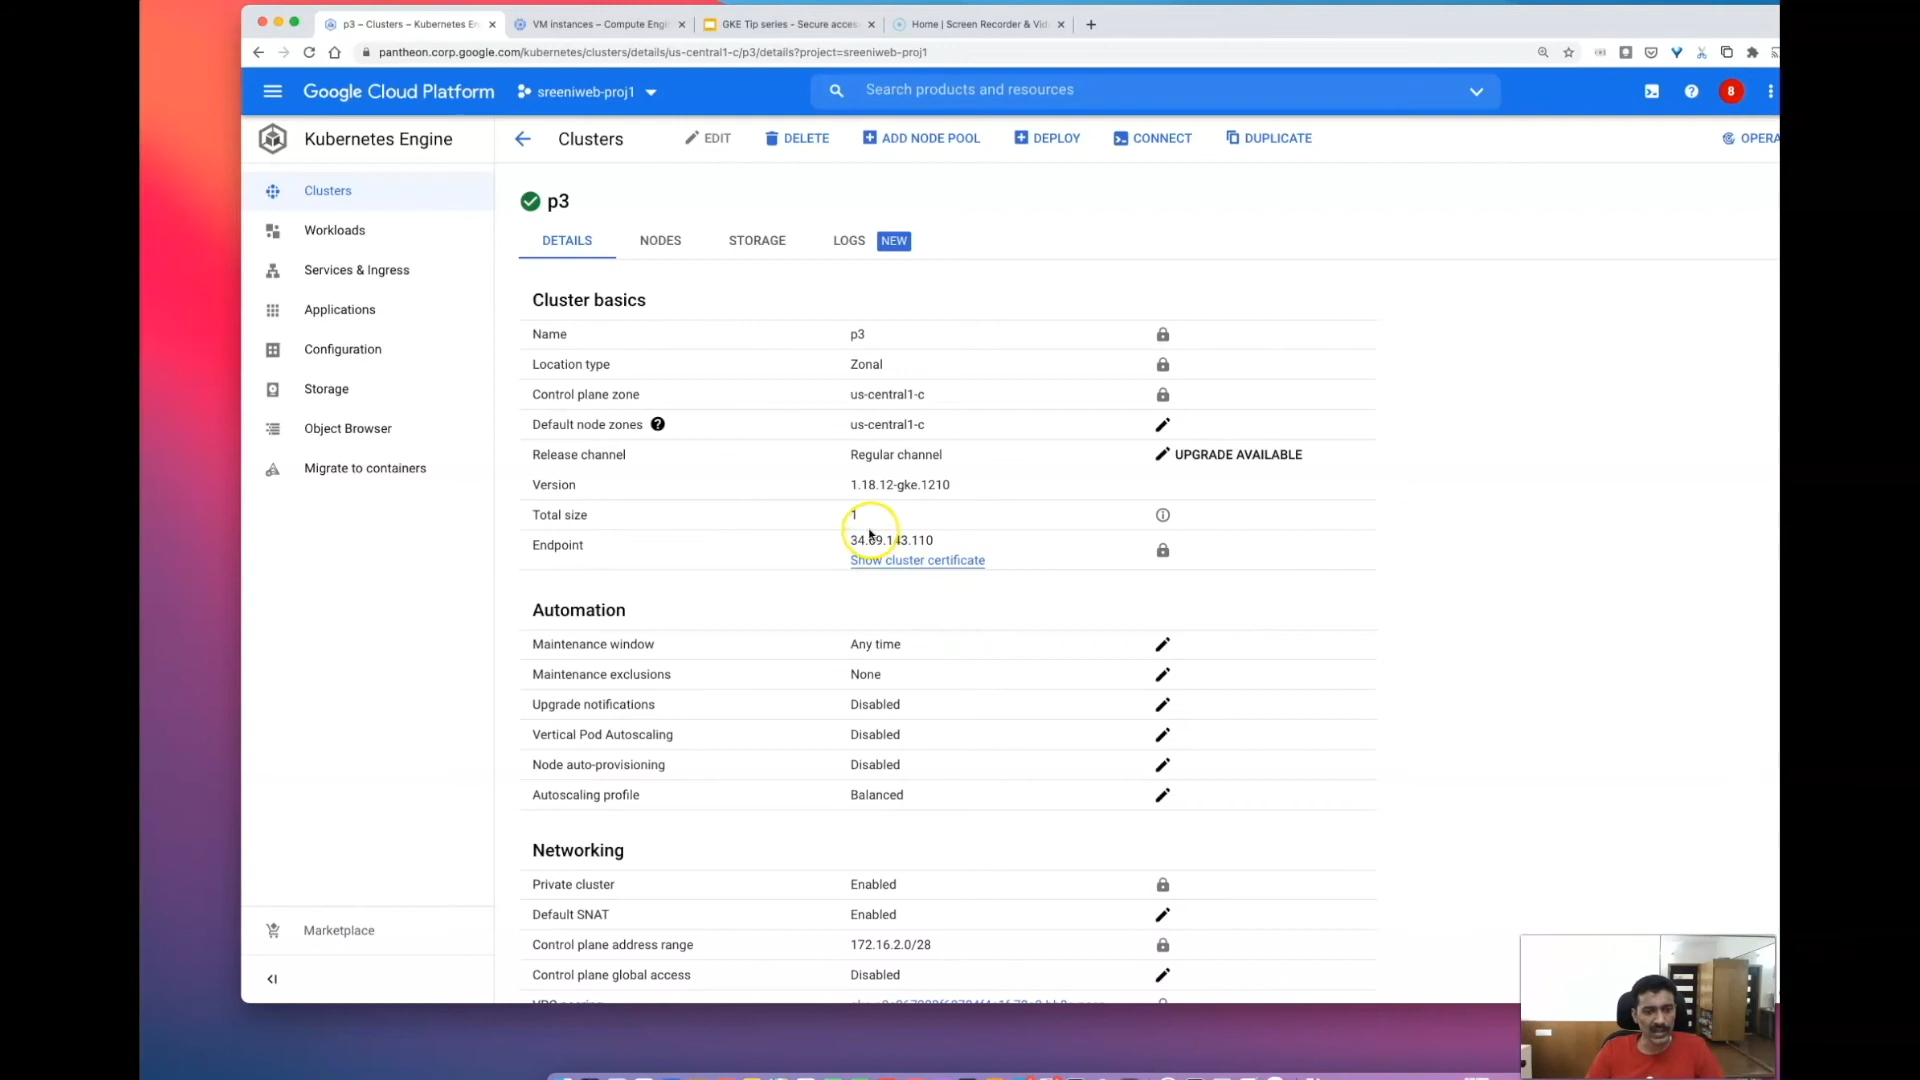 p3 – Clusters – Kubernetes En
VM instances – Compute Engin
GKE Tip series - Secure acces
Home | Screen Recorder & Vid
pantheon.corp.google.com/kubernetes/clusters/details/us-central1-c/p3/details?project=sreeniweb-proj1
Google Cloud Platform
sreeniweb-proj1
Search products and resources
8
Kubernetes Engine
Clusters
EDIT
DELETE
ADD NODE POOL
DEPLOY
CONNECT
DUPLICATE
OPERA
Clusters
Workloads
Services & Ingress
Applications
Configuration
Storage
Object Browser
Migrate to containers
Marketplace
p3
DETAILS
NODES
STORAGE
LOGS
NEW
Cluster basics
Name p3
Location type Zonal
Control plane zone us-central1-c
Default node zones us-central1-c
Release channel Regular channel UPGRADE AVAILABLE
Version 1.18.12-gke.1210
Total size 1
Endpoint 34.69.143.110
Show cluster certificate
Automation
Maintenance window Any time
Maintenance exclusions None
Upgrade notifications Disabled
Vertical Pod Autoscaling Disabled
Node auto-provisioning Disabled
Autoscaling profile Balanced
Networking
Private cluster Enabled
Default SNAT Enabled
Control plane address range 172.16.2.0/28
Control plane global access Disabled